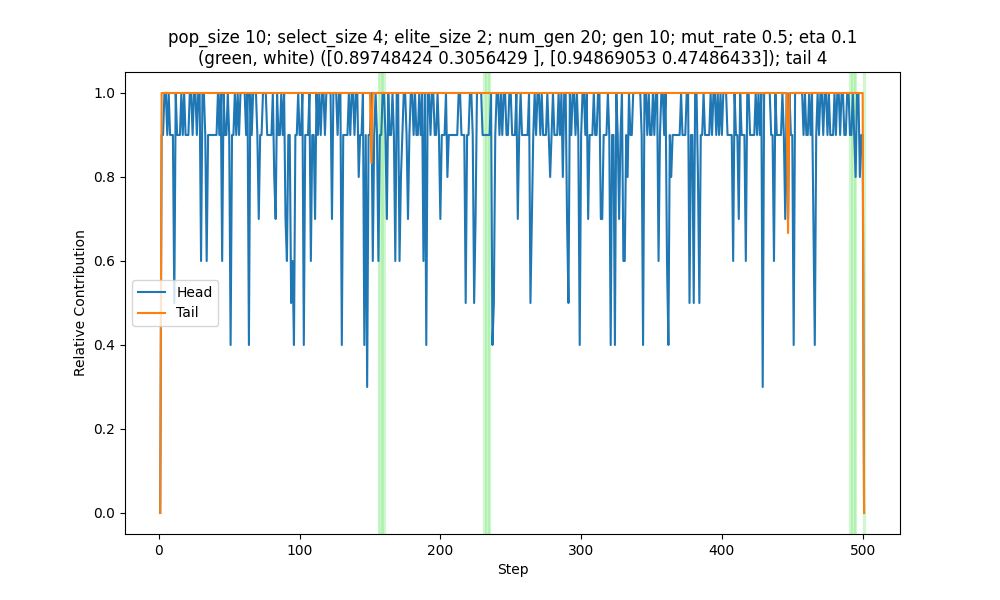 pop_size 10; select_size 4; elite_size 2; num_gen 20; gen 10; mut_rate 0.5; eta 0.1
(green, white) ([0.89748424 0.3056429 ], [0.94869053 0.47486433]); tail 4
1.0
0.8
0.6
0.4
0.2
0.0
Relative Contribution
Head
Tail
0
100
200
300
400
500
Step